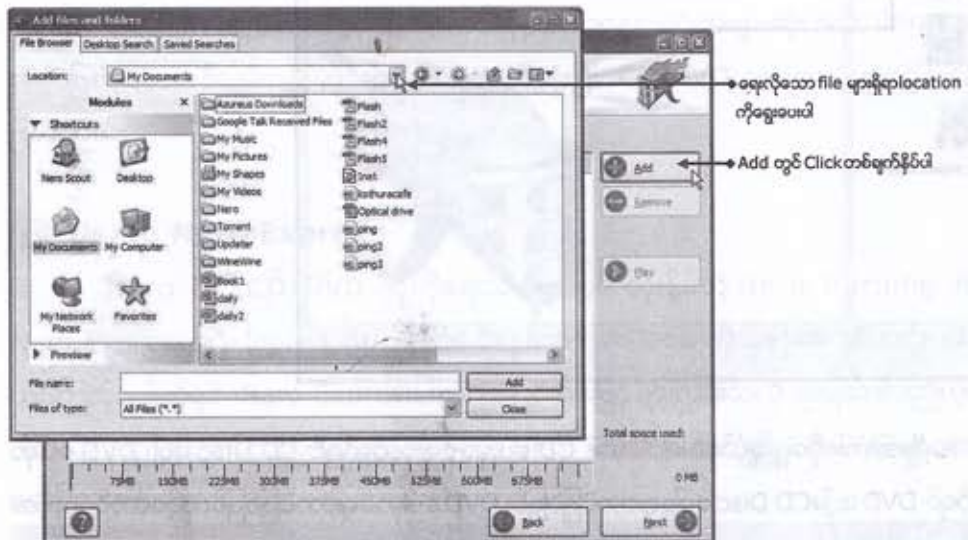 Add files and folders
File Browser Desktop Search Saved Searches
Location: My Documents
Modules
Shortcuts
Nero Scout Desktop
My Documents My Computer
My Network Places Favorites
Preview
Azureus Downloads
Google Talk Received Files
My Music
My Pictures
My Shapes
My Videos
Nero
Torrent
Updater
WineWine
Book1
daily
daily2
Flash
Flash2
Flash4
Flash5
Inst
kothuracafe
Optical drive
ping
ping2
ping3
File name: Add
Files of type: All Files (*.*) Close
ရေးလိုသော file များရှိရာlocation
ကိုရွေးပေးပါ
Add တွင် Clickတစ်ချက်နှိပ်ပါ
Add
Remove
Play
Total space used:
75MB 150MB 225MB 300MB 375MB 450MB 525MB 600MB 675MB 0 MB
Back Next